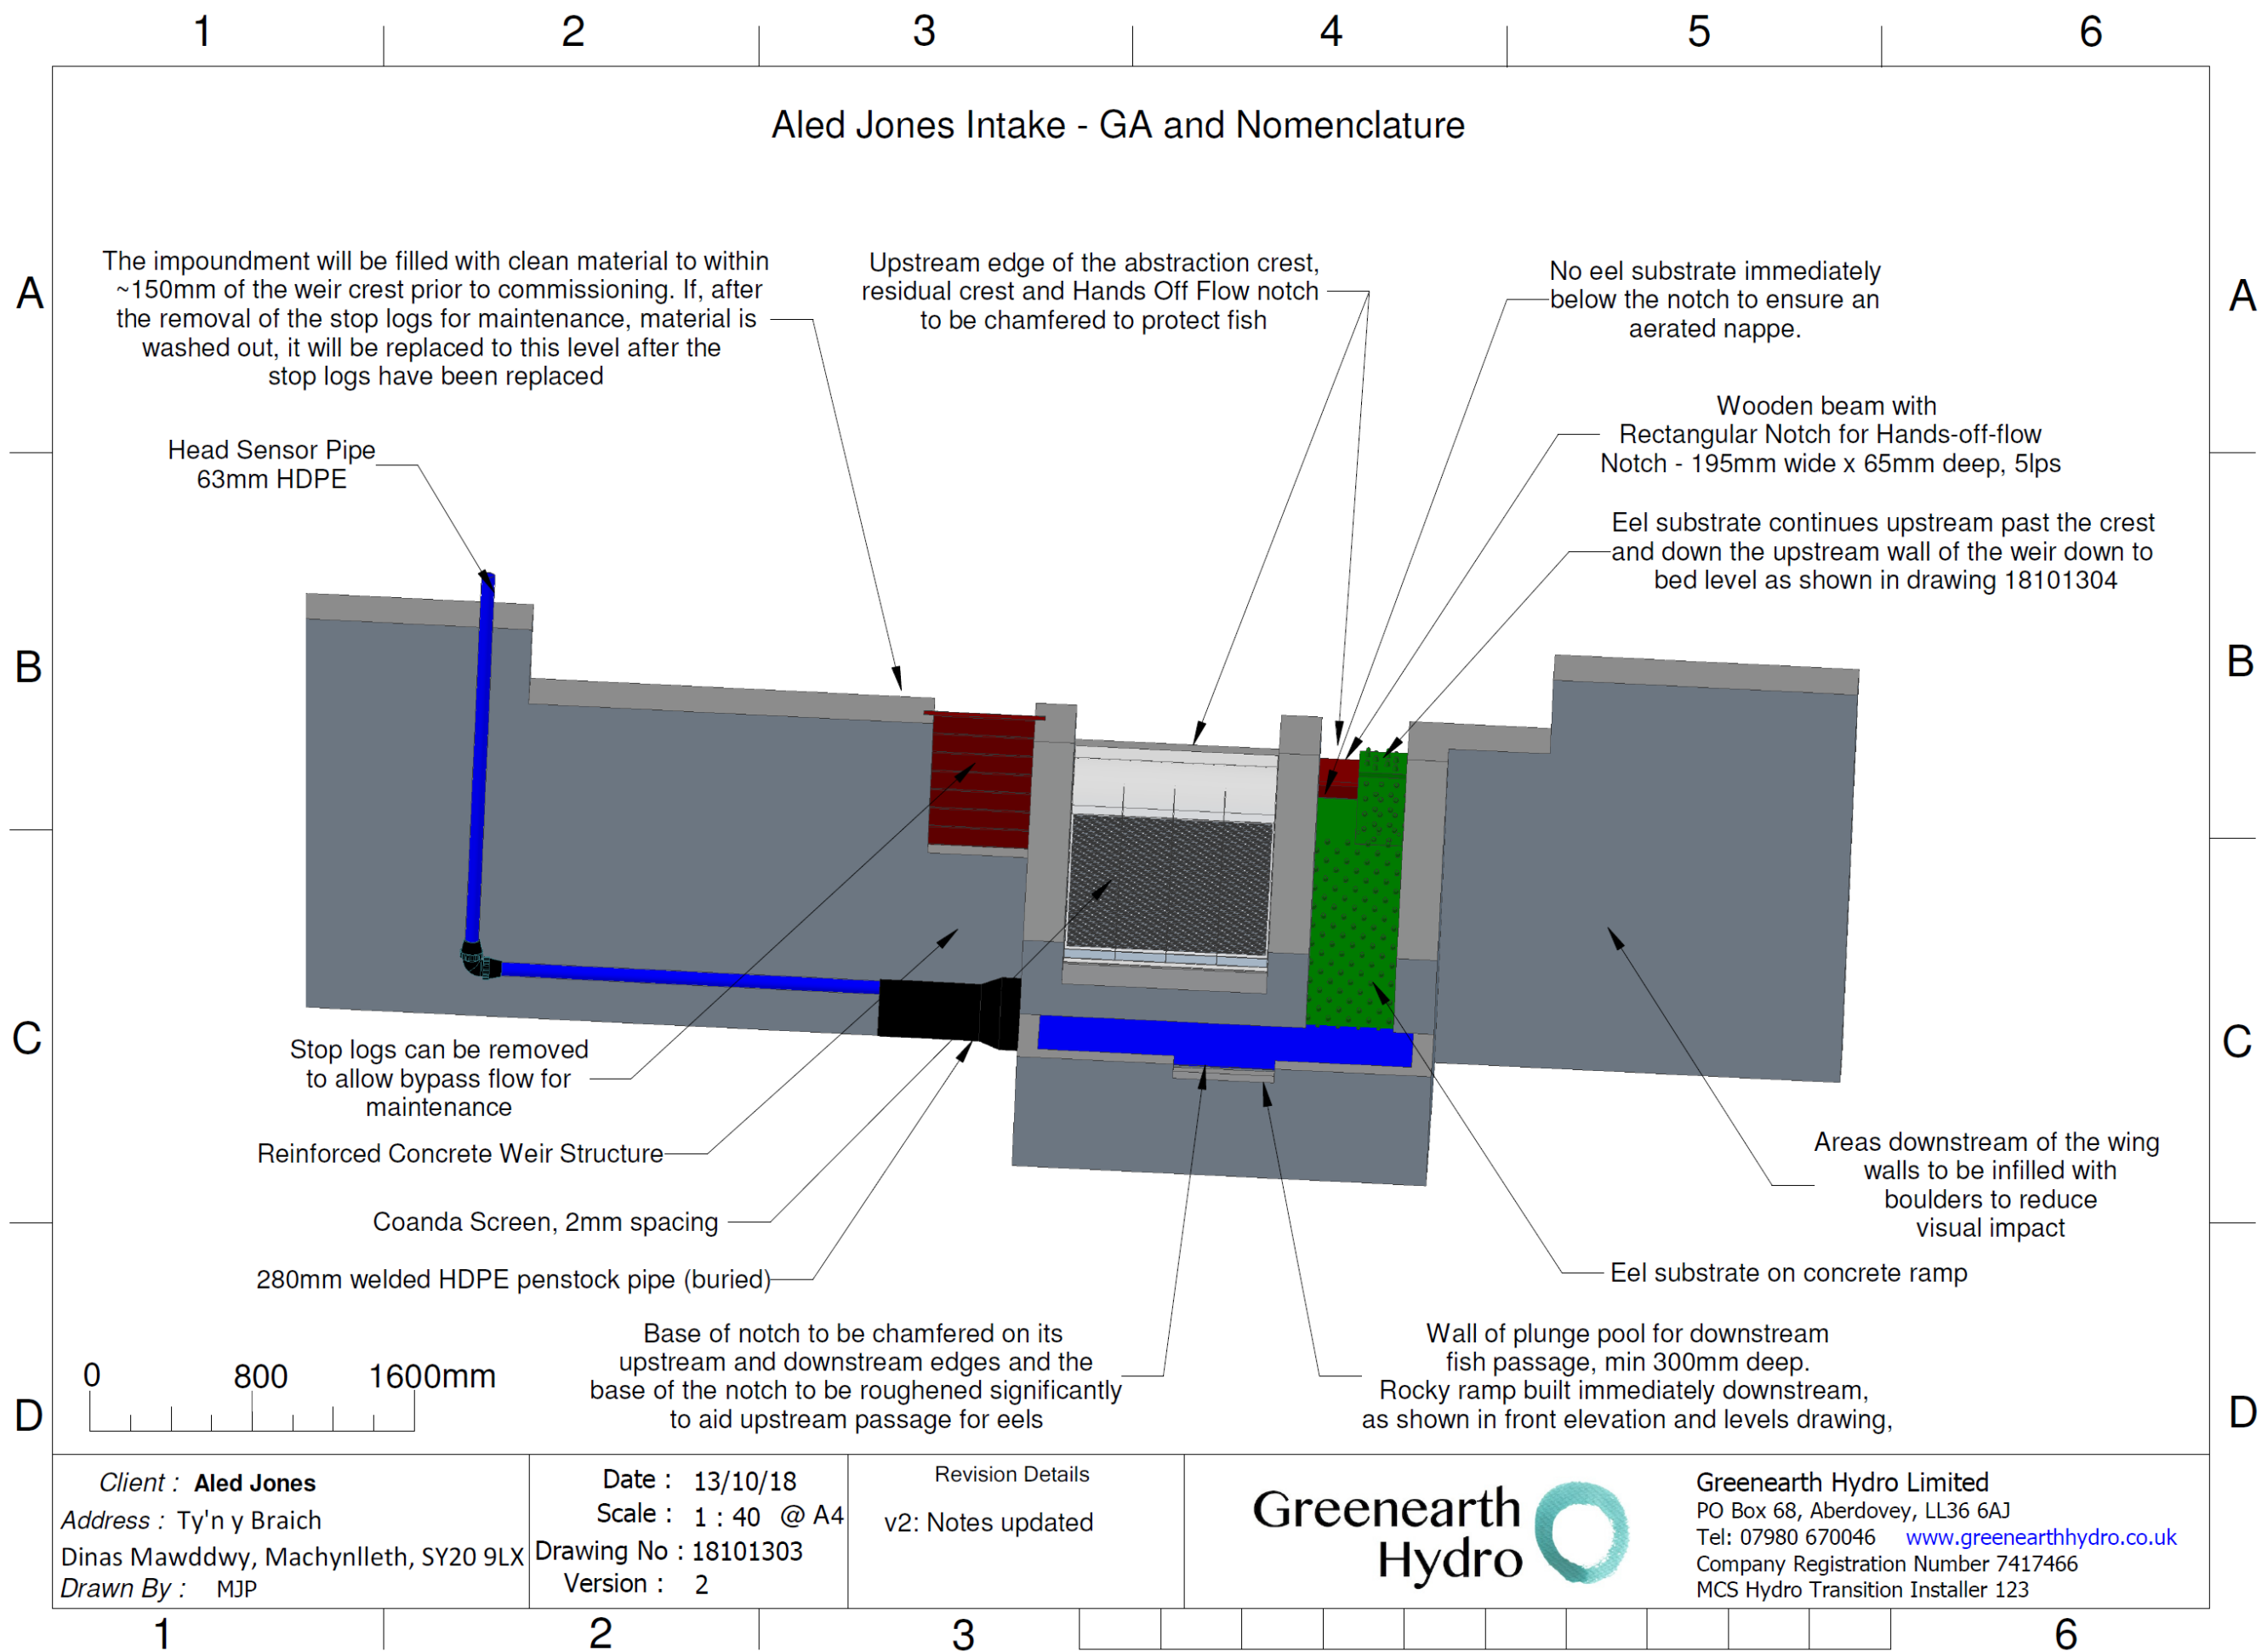 1 2 3 4 5 6
Aled Jones Intake - GA and Nomenclature
A
A
The impoundment will be filled with clean material to within
~150mm of the weir crest prior to commissioning. If, after
the removal of the stop logs for maintenance, material is
washed out, it will be replaced to this level after the
stop logs have been replaced
Upstream edge of the abstraction crest,
residual crest and Hands Off Flow notch
to be chamfered to protect fish
No eel substrate immediately
below the notch to ensure an
aerated nappe.
Wooden beam with
Rectangular Notch for Hands-off-flow
Notch - 195mm wide x 65mm deep, 5lps
Head Sensor Pipe
63mm HDPE
Eel substrate continues upstream past the crest
and down the upstream wall of the weir down to
bed level as shown in drawing 18101304
B
B
C
C
Stop logs can be removed
to allow bypass flow for
maintenance
Reinforced Concrete Weir Structure
Coanda Screen, 2mm spacing
280mm welded HDPE penstock pipe (buried)
Areas downstream of the wing
walls to be infilled with
boulders to reduce
visual impact
Eel substrate on concrete ramp
Base of notch to be chamfered on its
upstream and downstream edges and the
base of the notch to be roughened significantly
to aid upstream passage for eels
Wall of plunge pool for downstream
fish passage, min 300mm deep.
Rocky ramp built immediately downstream,
as shown in front elevation and levels drawing,
0 800 1600mm
D
D
Client : Aled Jones
Address : Ty'n y Braich
Dinas Mawddwy, Machynlleth, SY20 9LX
Drawn By : MJP
Date : 13/10/18
Scale : 1 : 40 @ A4
Drawing No : 18101303
Version : 2
Revision Details
v2: Notes updated
Greenearth
Hydro
Greenearth Hydro Limited
PO Box 68, Aberdovey, LL36 6AJ
Tel: 07980 670046 www.greenearthhydro.co.uk
Company Registration Number 7417466
MCS Hydro Transition Installer 123
1 2 3 6